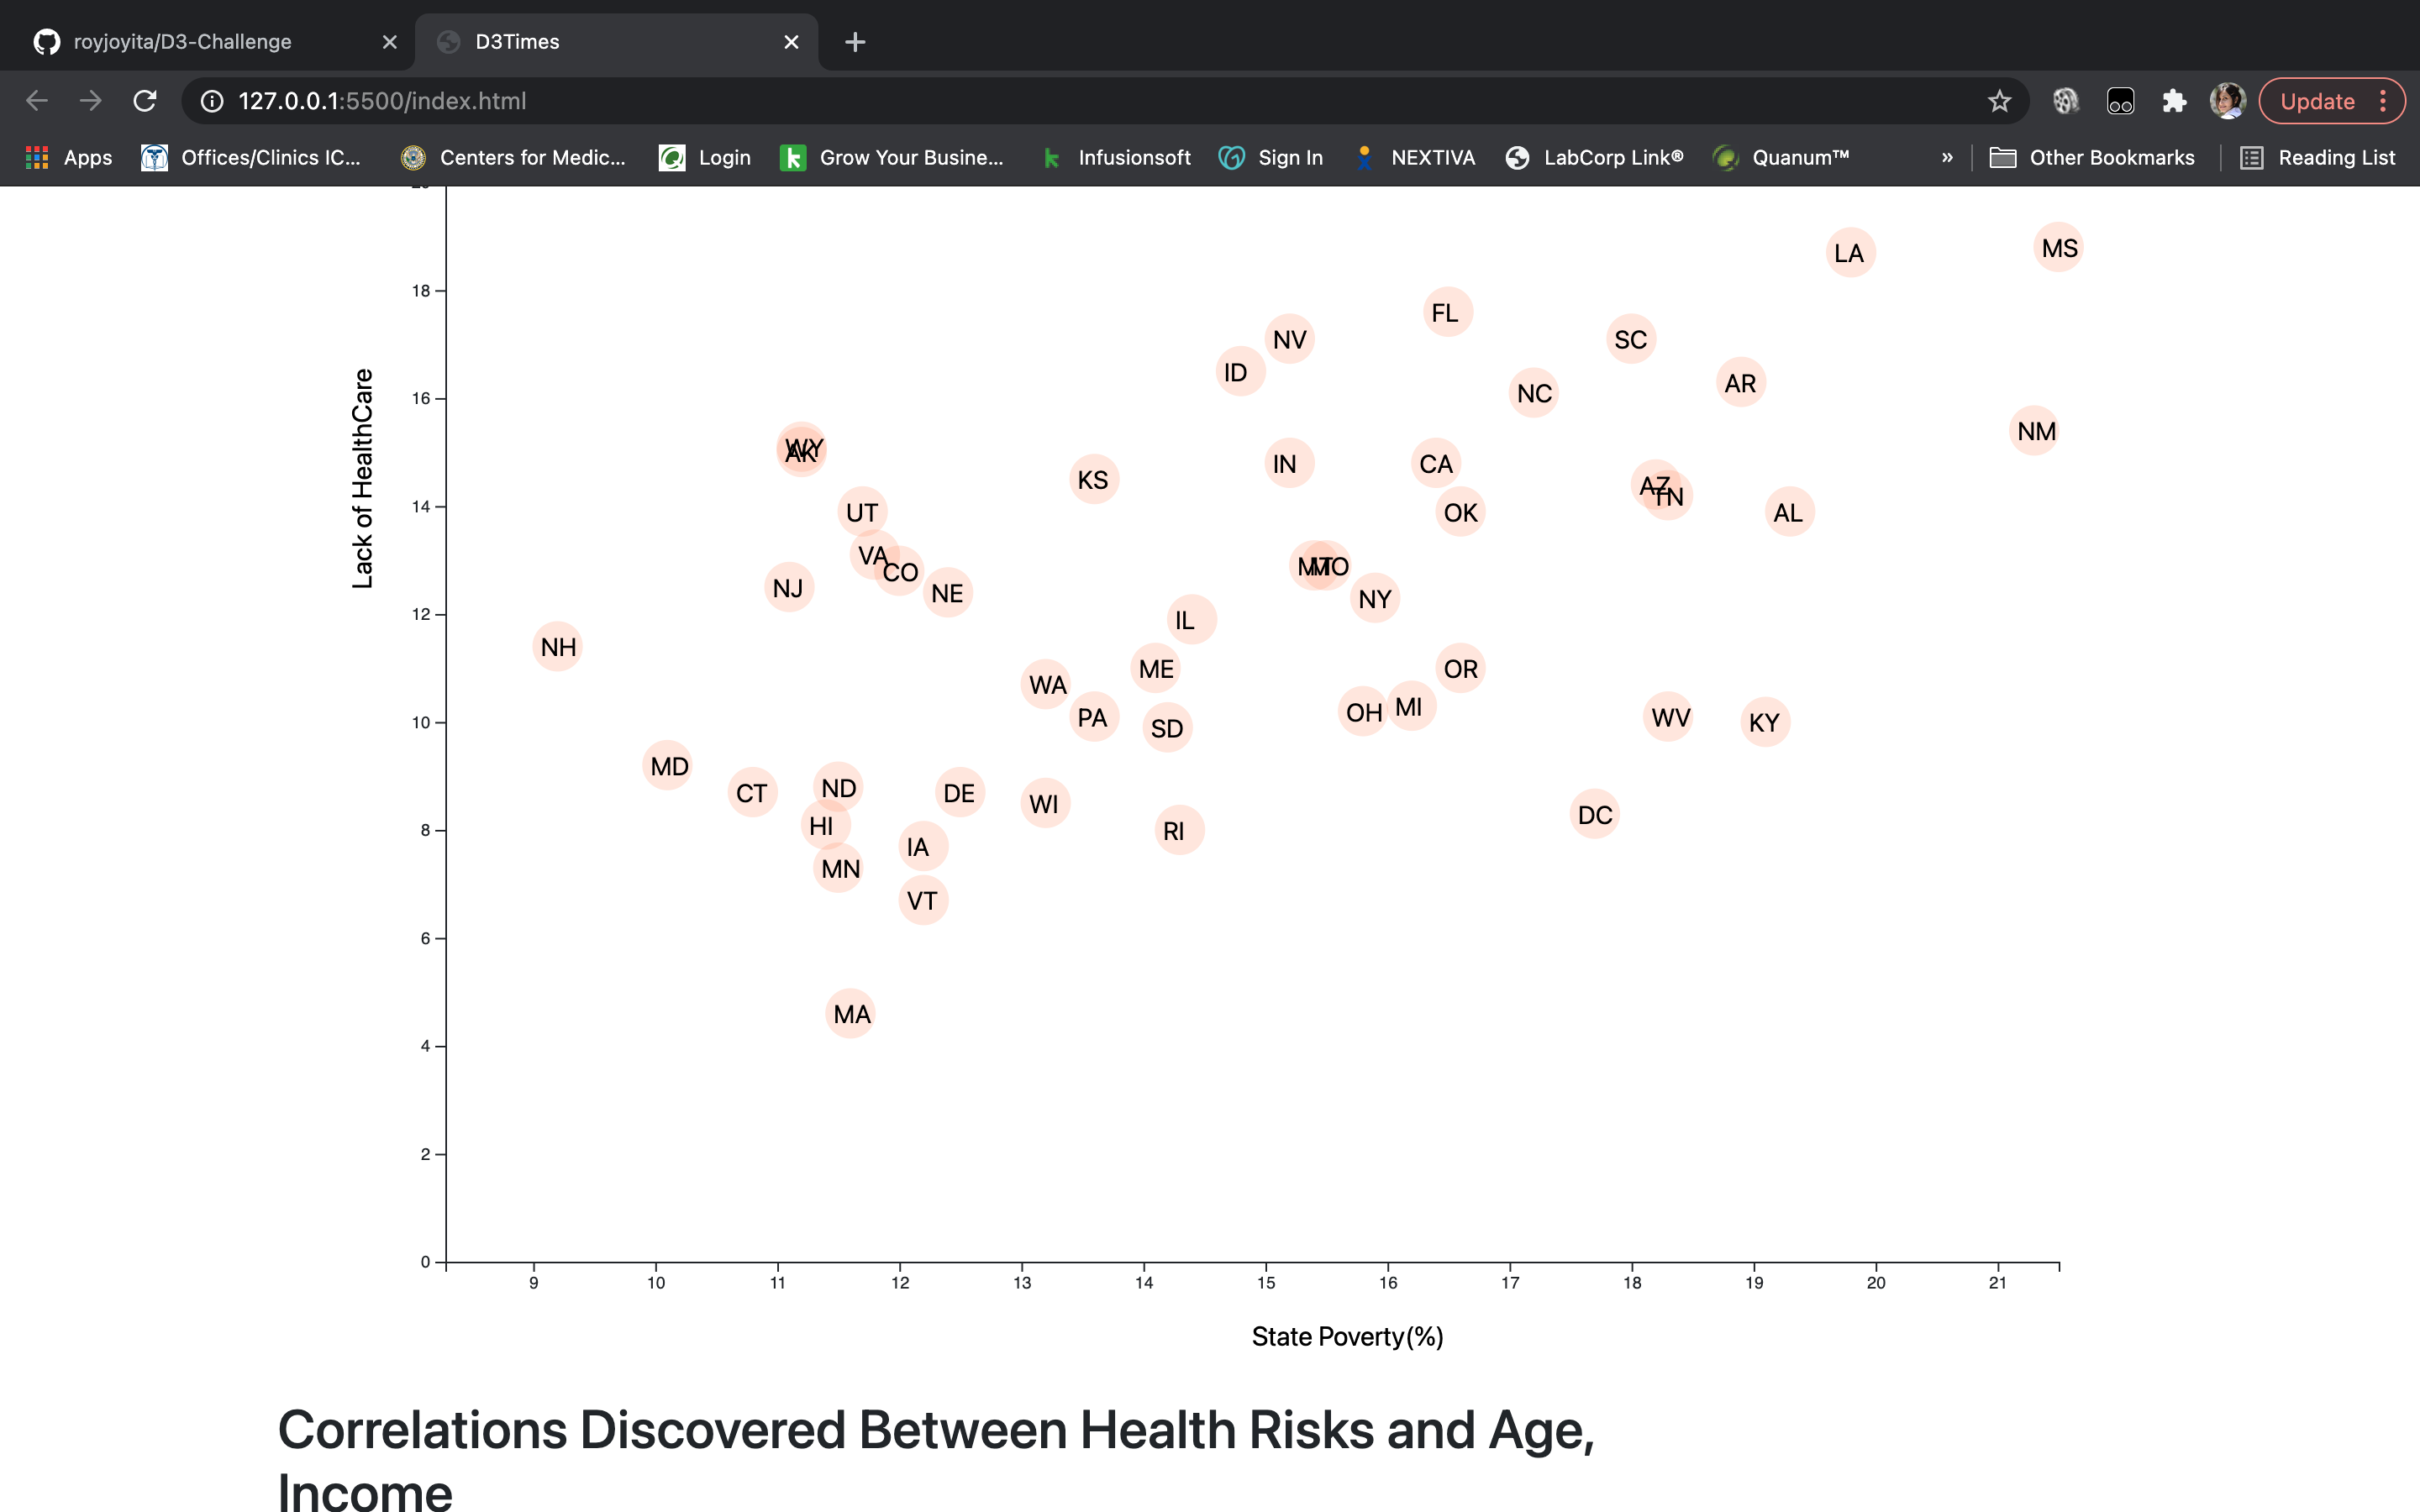 royjoyita/D3-Challenge
D3Times
127.0.0.1:5500/index.html
Update
Apps
Offices/Clinics IC...
Centers for Medic...
Login
Grow Your Busine...
Infusionsoft
Sign In
NEXTIVA
LabCorp Link®
Quanum™
»
Other Bookmarks
Reading List
MS
LA
18
FL
NV
SC
ID
AR
16
NC
Lack of HealthCare
NM
WY
AK
IN
CA
KS
AZ
TN
14
UT
OK
AL
VA
MT
MO
CO
NJ
NE
NY
12
IL
NH
ME
OR
WA
MI
OH
10
PA
SD
WV
KY
MD
ND
CT
DE
WI
DC
8
HI
RI
IA
MN
VT
6
MA
4
2
0
9 10 11 12 13 14 15 16 17 18 19 20 21
State Poverty(%)
Correlations Discovered Between Health Risks and Age,
Income